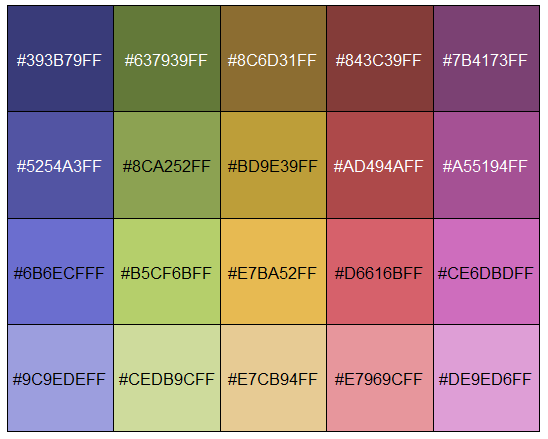 #393B79FF #637939FF #8C6D31FF #843C39FF #7B4173FF
#5254A3FF #8CA252FF #BD9E39FF #AD494AFF #A55194FF
#6B6ECFFF #B5CF6BFF #E7BA52FF #D6616BFF #CE6DBDFF
#9C9EDEFF #CEDB9CFF #E7CB94FF #E7969CFF #DE9ED6FF